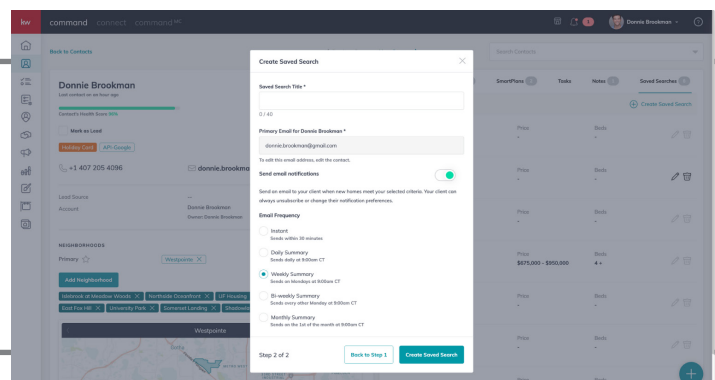 kw command connect command MC Donnie Brookman
Back to Contacts Search Contacts
Donnie Brookman
Last contact an hour ago
Contact's Health Score 90%
Mark as Lead
Holiday Card API-Google
+1 407 205 4096 donnie.brookma
Lead Source --
Account Donnie Brookman
Owner Donnie Brookman
NEIGHBORHOODS
Primary Westpointe
Add Neighborhood
Islebrook at Meadow Woods Northside Oceanfront UF Housing
East Fox Hill University Park Somerset Landing Shadow
Westpointe
Create Saved Search
Saved Search Title *
0 / 40
Primary Email for Donnie Brookman *
donnie.brookman@gmail.com
To edit this email address, edit the contact.
Send email notifications
Send an email to your client when new homes meet your selected criteria. Your client can
always unsubscribe or change their notification preferences.
Email Frequency
Instant
Sends within 30 minutes
Daily Summary
Sends daily at 9:00am CT
Weekly Summary
Sends on Mondays at 9:00am CT
Bi-weekly Summary
Sends every other Monday at 9:00am CT
Monthly Summary
Sends on the 1st of the month at 9:00am CT
Step 2 of 2 Back to Step 1 Create Saved Search
SmartPlans Tasks Notes Saved Searches
Create Saved Search
Price Beds
- -
Price Beds
- -
Price Beds
- -
Price Beds
$675,000 - $950,000 4 +
Price Beds
- -
Price Beds
- -